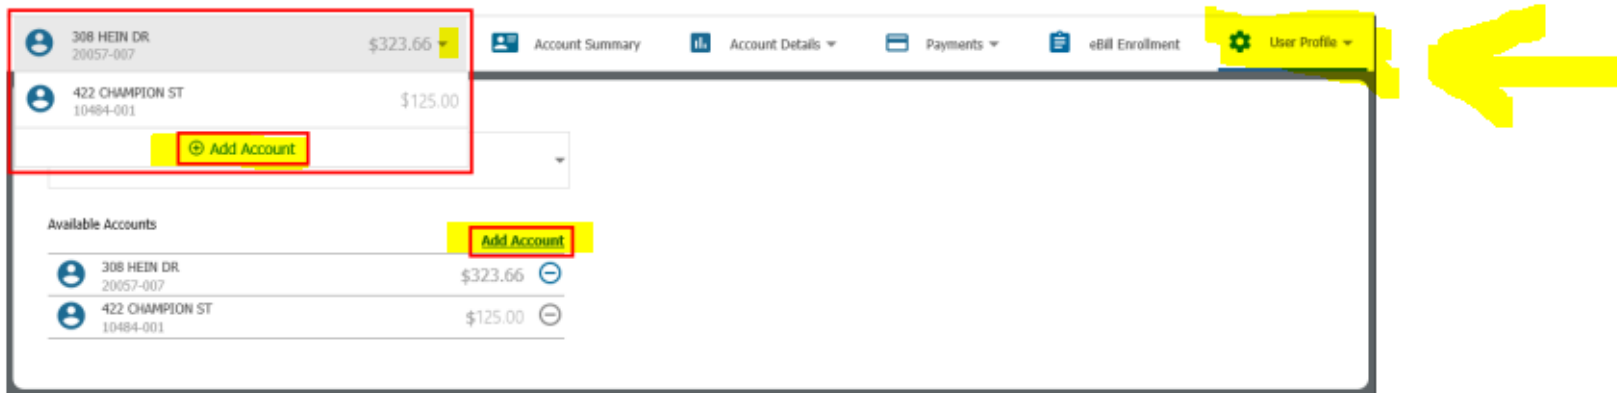 308 HEIN DR
20057-007
$323.66
Account Summary
Account Details
Payments
eBill Enrollment
User Profile
422 CHAMPION ST
10484-001
$125.00
Add Account
Available Accounts
Add Account
308 HEIN DR
20057-007
$323.66
422 CHAMPION ST
10484-001
$125.00